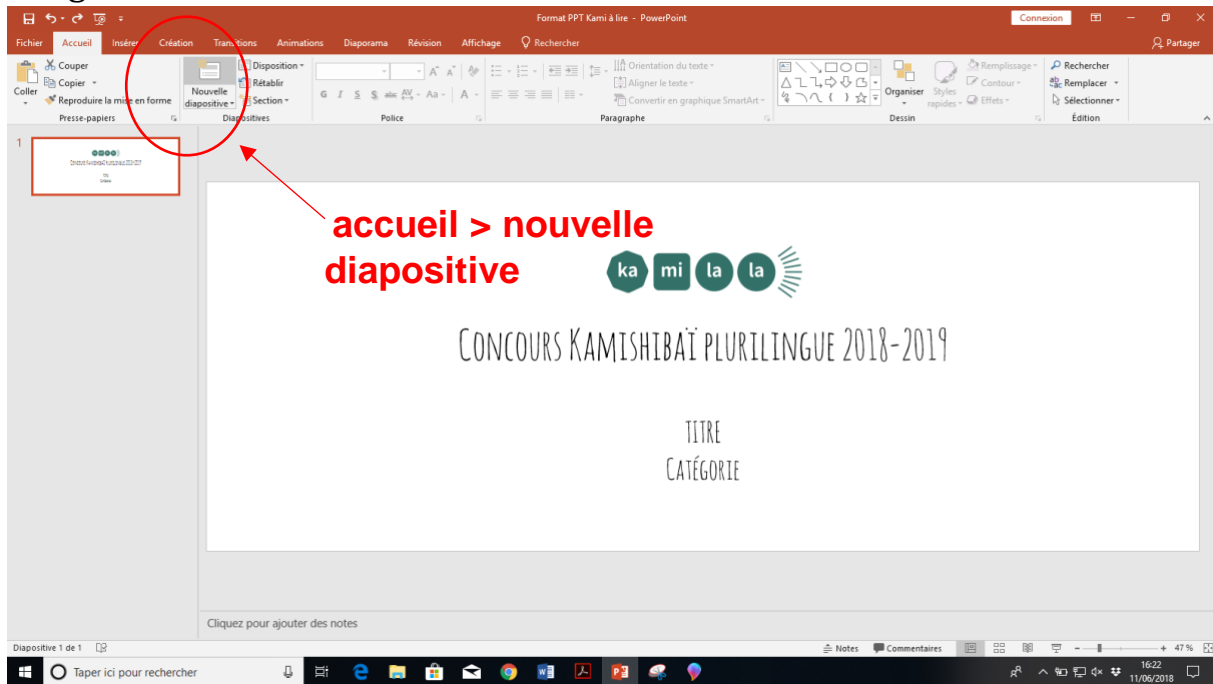 Format PPT Kami à lire - PowerPoint
Connexion
Fichier Accueil Insérer Création Transitions Animations Diaporama Révision Affichage Rechercher
Partager
Coller
Couper
Copier
Reproduire la mise en forme
Presse-papiers
Nouvelle
diapositive
Disposition
Rétablir
Section
Diapositives
G I S S abc AV Aa A
Police
Orientation du texte
Aligner le texte
Convertir en graphique SmartArt
Paragraphe
Organiser
Styles
rapides
Remplissage
Contour
Effets
Dessin
Rechercher
Remplacer
Sélectionner
Édition
1
accueil > nouvelle
diapositive
ka mi la la
Concours Kamishibaï plurilingue 2018-2019
TITRE
Catégorie
Cliquez pour ajouter des notes
Diapositive 1 de 1
Notes Commentaires
47 %
Taper ici pour rechercher
16:22
11/06/2018